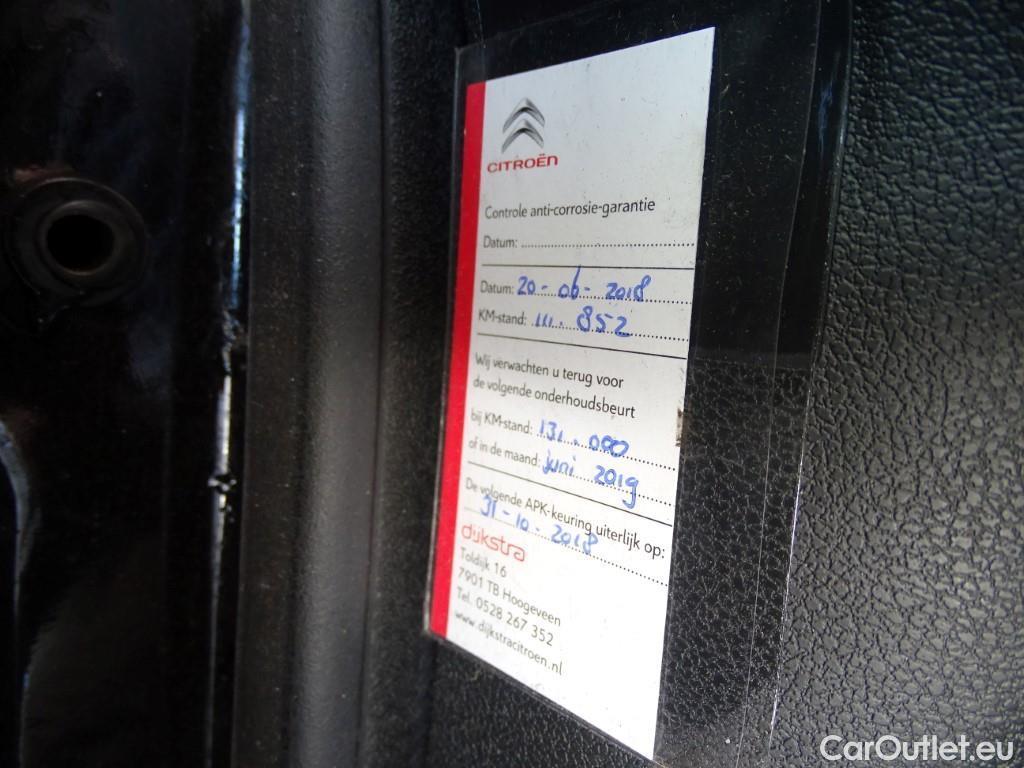 CITROËN
Controle anti-corrosie-garantie
Datum:
Datum: 20-06-2018
KM-stand: 111.852
Wij verwachten u terug voor
de volgende onderhoudsbeurt
bij KM-stand: 131.000
of in de maand: juni 2019
De volgende APK-keuring uiterlijk op:
31-10-2018
dijkstra
Toldijk 16
7901 TB Hoogeveen
Tel. 0528 267 352
www.dijkstracitroen.nl
CarOutlet.eu